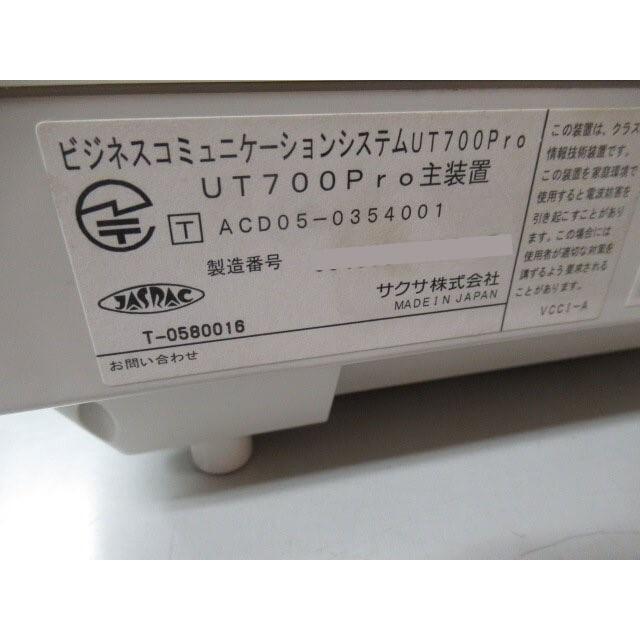 ビジネスコミュニケーションシステムUT700Pro
UT700Pro主装置
T ACD05-0354001
製造番号
JASRAC
サクサ株式会社
MADE IN JAPAN
T-0580016
お問い合わせ
この装置は、クラス
情報技術装置です。
この装置を家庭環境で
使用すると電波妨害を
引き起こすことがあり
ます。この場合には
使用者が適切な対策を
講ずるよう要求される
ことがあります。
VCCI-A